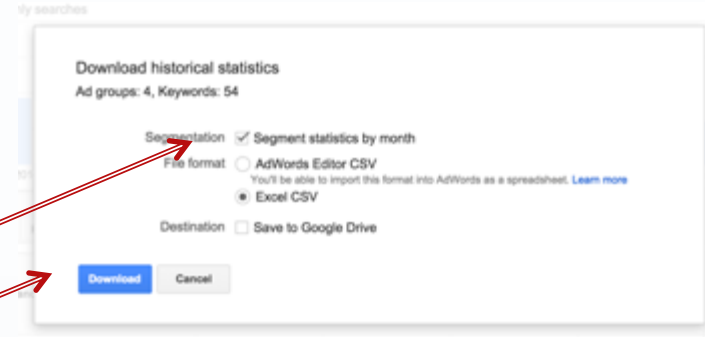 ly searches
Download historical statistics
Ad groups: 4, Keywords: 54
Segmentation Segment statistics by month
File format AdWords Editor CSV
You'll be able to import this format into AdWords as a spreadsheet. Learn more
Excel CSV
Destination Save to Google Drive
Download Cancel